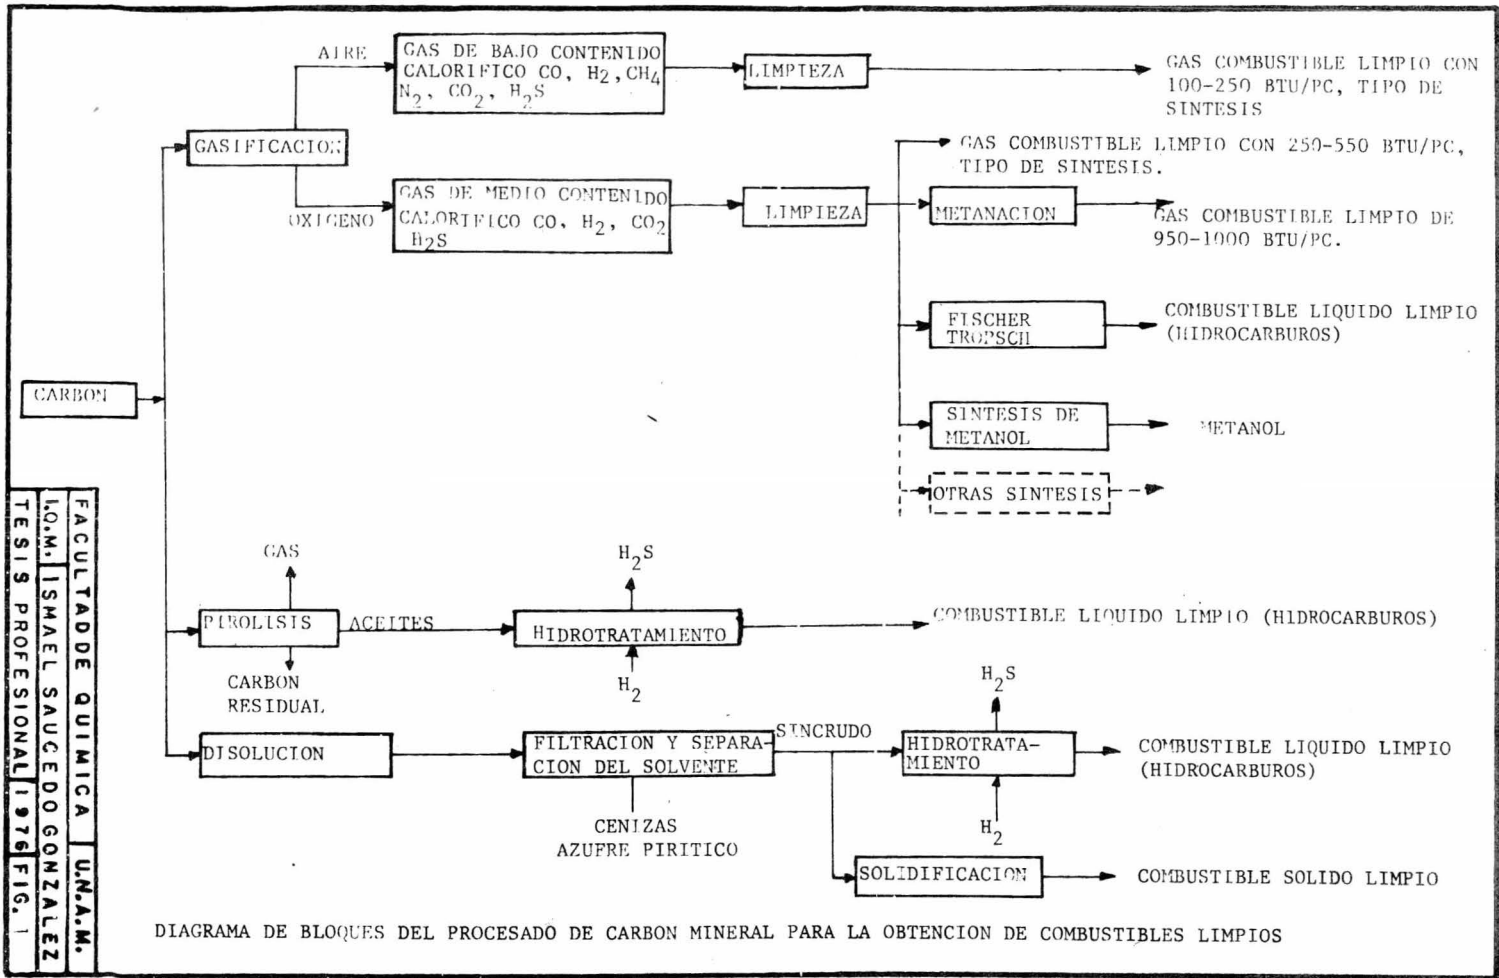 AIRE
GAS DE BAJO CONTENIDO
CALORIFICO CO, H2,CH4
N2, CO2, H2S
LIMPIEZA
GAS COMBUSTIBLE LIMPIO CON
100-250 BTU/PC, TIPO DE
SINTESIS
GASIFICACION
GAS COMBUSTIBLE LIMPIO CON 250-550 BTU/PC,
TIPO DE SINTESIS.
OXIGENO
GAS DE MEDIO CONTENIDO
CALORIFICO CO, H2, CO2
H2S
LIMPIEZA
METANACION
GAS COMBUSTIBLE LIMPIO DE
950-1000 BTU/PC.
FISCHER
TROPSCH
COMBUSTIBLE LIQUIDO LIMPIO
(HIDROCARBUROS)
CARBON
SINTESIS DE
METANOL
METANOL
OTRAS SINTESIS
GAS
H2S
PIROLISIS
ACEITES
HIDROTRATAMIENTO
COMBUSTIBLE LIQUIDO LIMPIO (HIDROCARBUROS)
CARBON
RESIDUAL
H2
H2S
DISOLUCION
FILTRACION Y SEPARA-
CION DEL SOLVENTE
SINCRUDO
HIDROTRATA-
MIENTO
COMBUSTIBLE LIQUIDO LIMPIO
(HIDROCARBUROS)
CENIZAS
AZUFRE PIRITICO
H2
SOLIDIFICACION
COMBUSTIBLE SOLIDO LIMPIO
DIAGRAMA DE BLOQUES DEL PROCESADO DE CARBON MINERAL PARA LA OBTENCION DE COMBUSTIBLES LIMPIOS
FACULTAD DE QUIMICA U.N.A.M.
I.Q.M. ISMAEL SAUCEDO GONZALEZ
TESIS PROFESIONAL 1976 FIG. 1